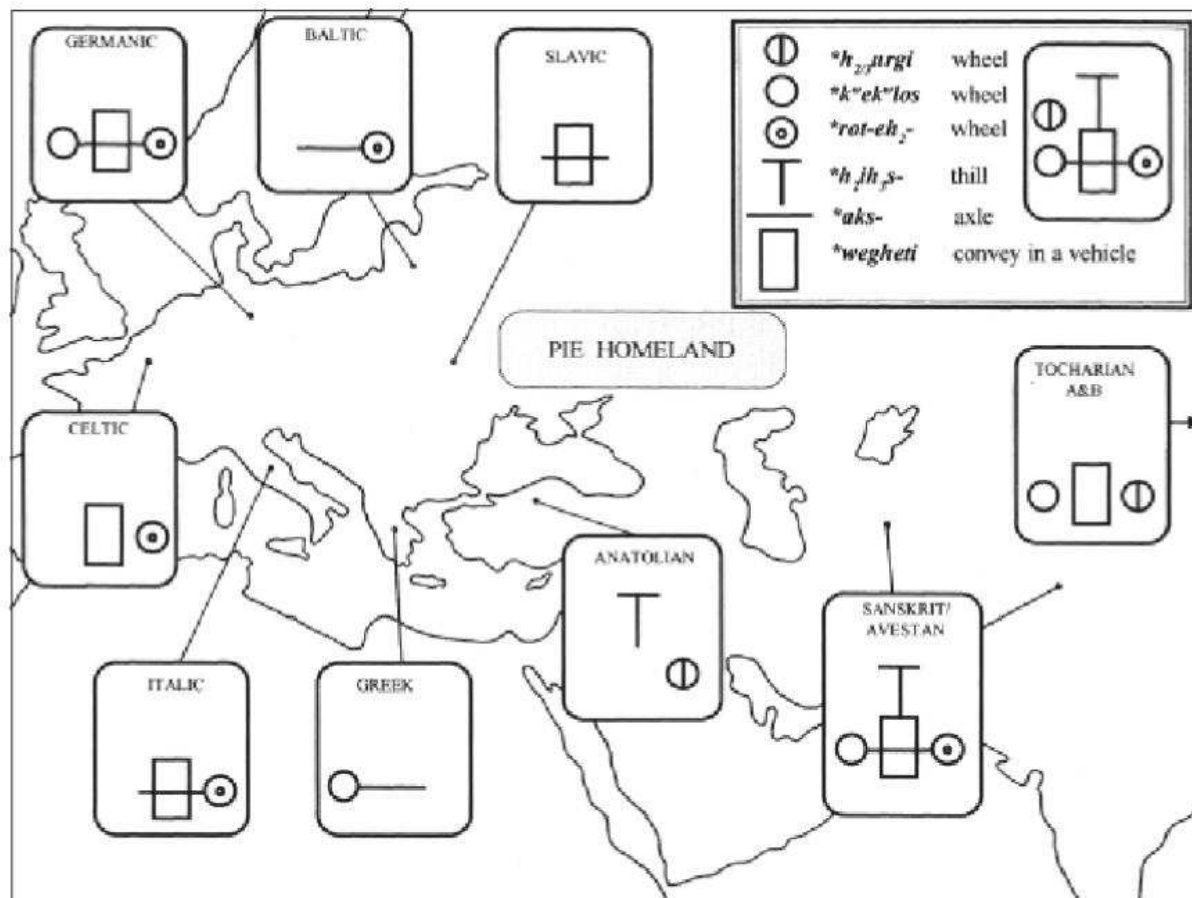 GERMANIC
BALTIC
SLAVIC
*h₂/₃nrgi wheel
*kʷekʷlos wheel
*rot-eh₂- wheel
*h₂ih₃s- thill
*aks- axle
*wegheti convey in a vehicle
PIE HOMELAND
TOCHARIAN
A&B
CELTIC
ANATOLIAN
SANSKRIT/
AVESTAN
ITALIC
GREEK